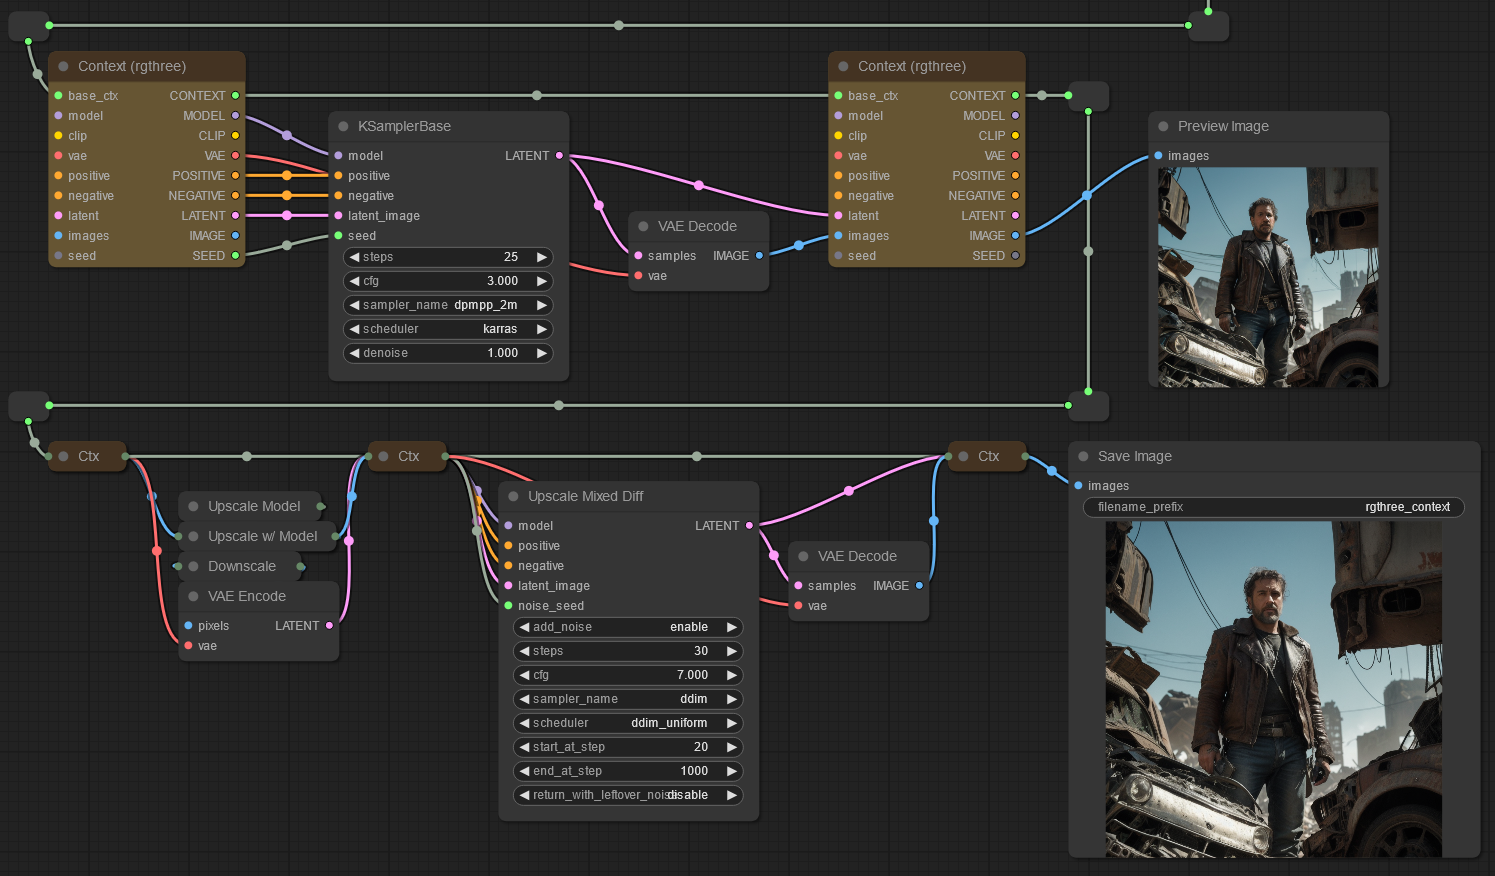 Context (rgthree)
base_ctx CONTEXT
model MODEL
clip CLIP
vae VAE
positive POSITIVE
negative NEGATIVE
latent LATENT
images IMAGE
seed SEED
KSamplerBase
model LATENT
positive
negative
latent_image
seed
steps 25
cfg 3.000
sampler_name dpmpp_2m
scheduler karras
denoise 1.000
VAE Decode
samples IMAGE
vae
Context (rgthree)
base_ctx CONTEXT
model MODEL
clip CLIP
vae VAE
positive POSITIVE
negative NEGATIVE
latent LATENT
images IMAGE
seed SEED
Preview Image
images
Ctx
Upscale Model
Upscale w/ Model
Downscale
VAE Encode
pixels LATENT
vae
Ctx
Upscale Mixed Diff
model LATENT
positive
negative
latent_image
noise_seed
add_noise enable
steps 30
cfg 7.000
sampler_name ddim
scheduler ddim_uniform
start_at_step 20
end_at_step 1000
return_with_leftover_noise disable
VAE Decode
samples IMAGE
vae
Ctx
Save Image
images
filename_prefix rgthree_context